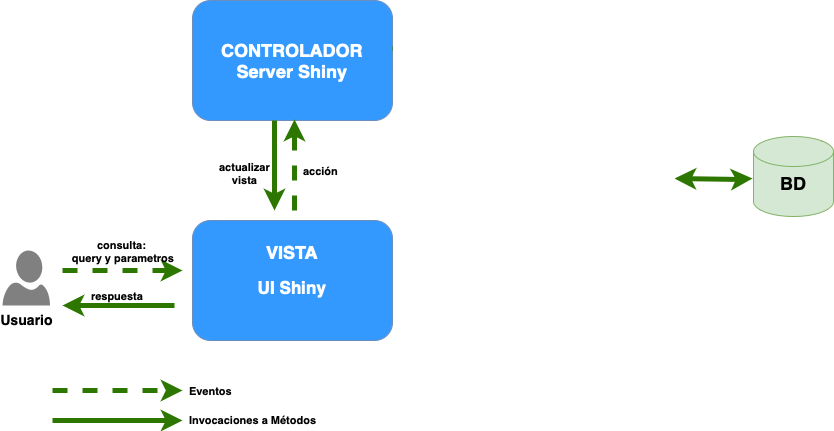 CONTROLADOR
Server Shiny
actualizar
vista
acción
BD
VISTA
UI Shiny
consulta:
query y parametros
respuesta
Usuario
Eventos
Invocaciones a Métodos